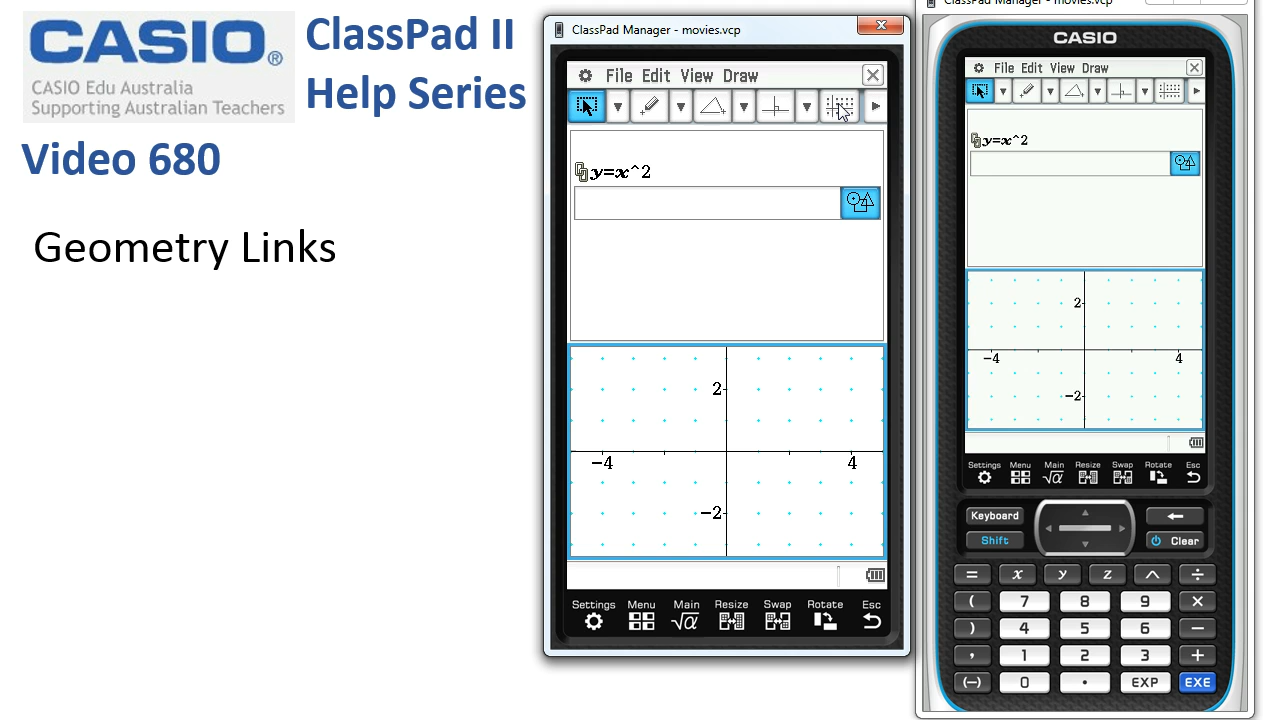 CASIO®
CASIO Edu Australia
Supporting Australian Teachers
ClassPad II
Help Series
Video 680
Geometry Links
ClassPad Manager - movies.vcp
File Edit View Draw
y=x^2
2
-4
4
-2
Settings Menu Main Resize Swap Rotate Esc
√α
ClassPad Manager - movies.vcp
CASIO
File Edit View Draw
y=x^2
2
-4
4
-2
Settings Menu Main Resize Swap Rotate Esc
√α
Keyboard
Shift
Clear
= x y z ^ ÷
( 7 8 9 ×
) 4 5 6 −
, 1 2 3 +
(−) 0 • EXP EXE